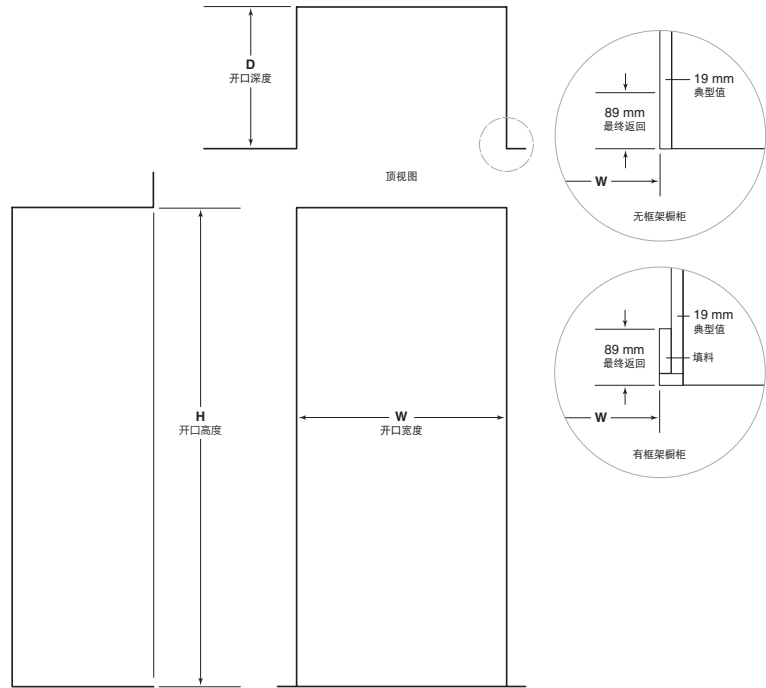 D
开口深度
顶视图
H
开口高度
W
开口宽度
19 mm
典型值
89 mm
最终返回
W
无框架橱柜
19 mm
典型值
89 mm
最终返回
填料
W
有框架橱柜